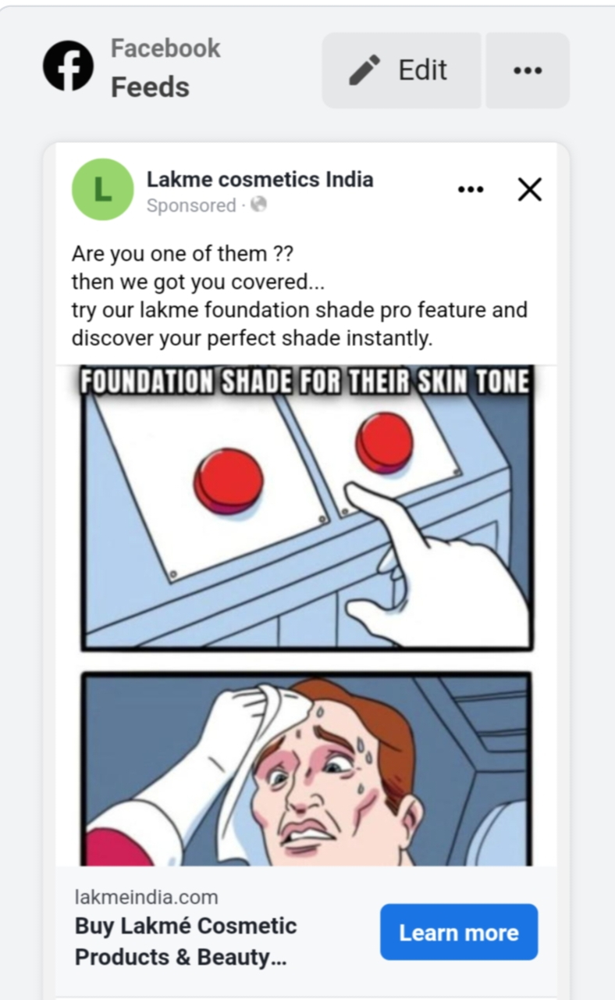 Facebook
Feeds
Edit
Lakme cosmetics India
Sponsored ·
Are you one of them ??
then we got you covered...
try our lakme foundation shade pro feature and
discover your perfect shade instantly.
FOUNDATION SHADE FOR THEIR SKIN TONE
lakmeindia.com
Buy Lakmé Cosmetic
Products & Beauty...
Learn more